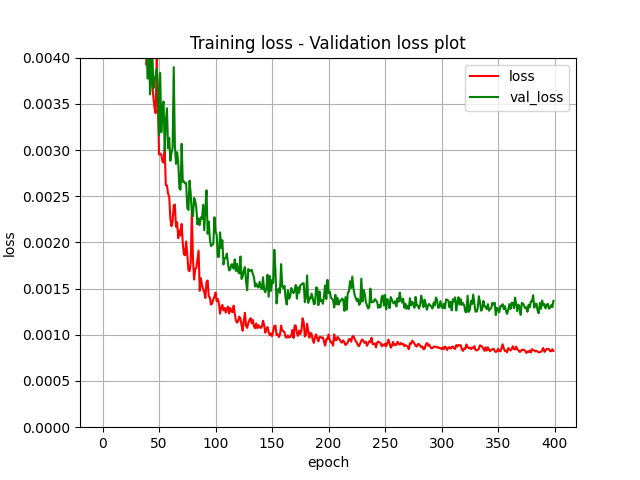 Training loss - Validation loss plot
loss
val_loss
0.0040
0.0035
0.0030
0.0025
0.0020
0.0015
0.0010
0.0005
0.0000
loss
0 50 100 150 200 250 300 350 400
epoch